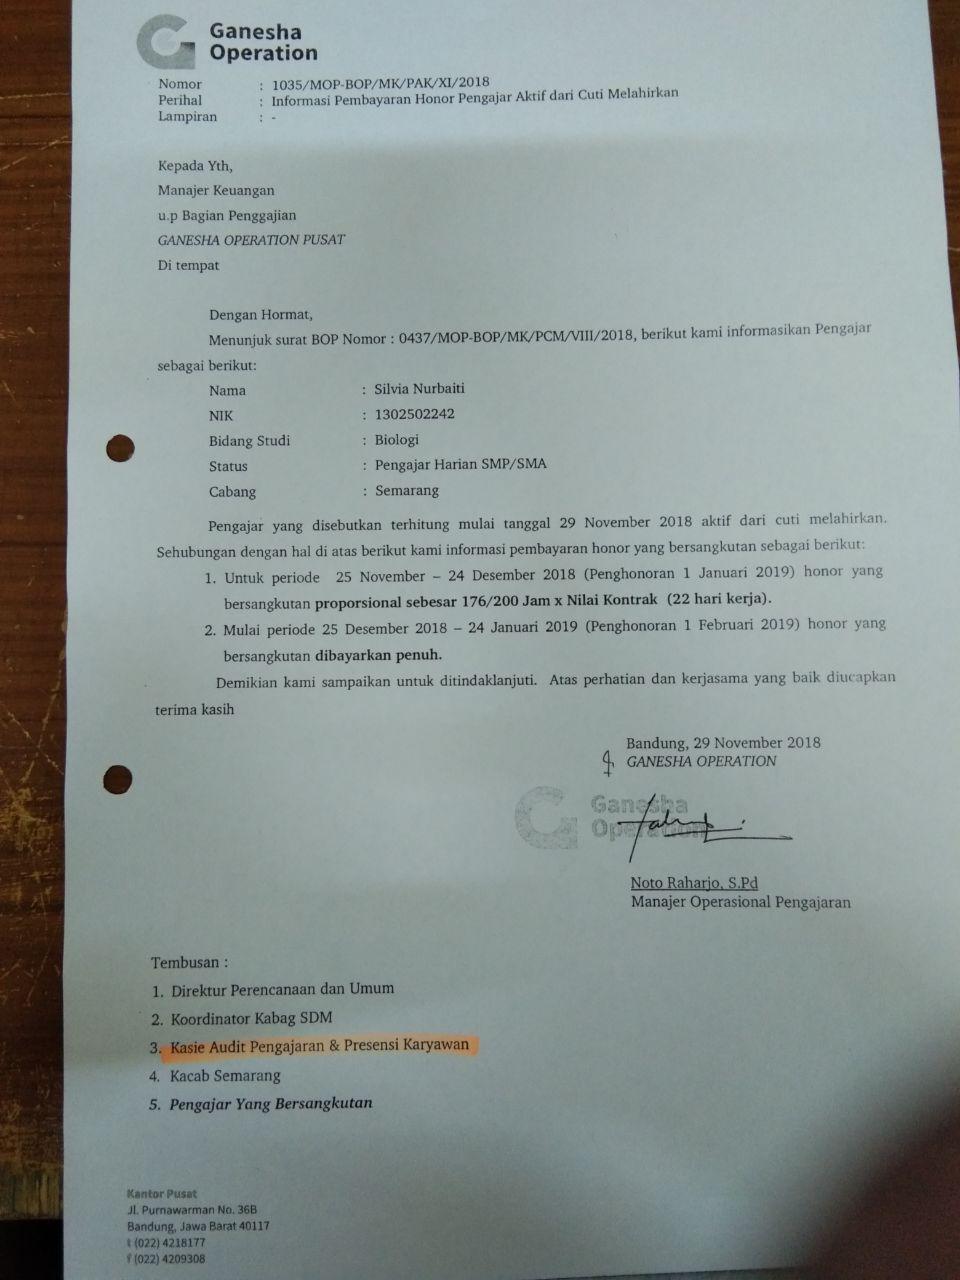 Ganesha
Operation
Nomor : 1035/MOP-BOP/MK/PAK/XI/2018
Perihal : Informasi Pembayaran Honor Pengajar Aktif dari Cuti Melahirkan
Lampiran : -
Kepada Yth,
Manajer Keuangan
u.p Bagian Penggajian
GANESHA OPERATION PUSAT
Di tempat
Dengan Hormat,
Menunjuk surat BOP Nomor : 0437/MOP-BOP/MK/PCM/VIII/2018, berikut kami informasikan Pengajar
sebagai berikut:
Nama : Silvia Nurbaiti
NIK : 1302502242
Bidang Studi : Biologi
Status : Pengajar Harian SMP/SMA
Cabang : Semarang
Pengajar yang disebutkan terhitung mulai tanggal 29 November 2018 aktif dari cuti melahirkan.
Sehubungan dengan hal di atas berikut kami informasi pembayaran honor yang bersangkutan sebagai berikut:
1. Untuk periode 25 November – 24 Desember 2018 (Penghonoran 1 Januari 2019) honor yang
bersangkutan proporsional sebesar 176/200 Jam x Nilai Kontrak (22 hari kerja).
2. Mulai periode 25 Desember 2018 – 24 Januari 2019 (Penghonoran 1 Februari 2019) honor yang
bersangkutan dibayarkan penuh.
Demikian kami sampaikan untuk ditindaklanjuti. Atas perhatian dan kerjasama yang baik diucapkan
terima kasih
Bandung, 29 November 2018
GANESHA OPERATION
Ganesha
Operation
Noto Raharjo, S.Pd
Manajer Operasional Pengajaran
Tembusan :
1. Direktur Perencanaan dan Umum
2. Koordinator Kabag SDM
3. Kasie Audit Pengajaran & Presensi Karyawan
4. Kacab Semarang
5. Pengajar Yang Bersangkutan
Kantor Pusat
Jl. Purnawarman No. 36B
Bandung, Jawa Barat 40117
t (022) 4218177
f (022) 4209308